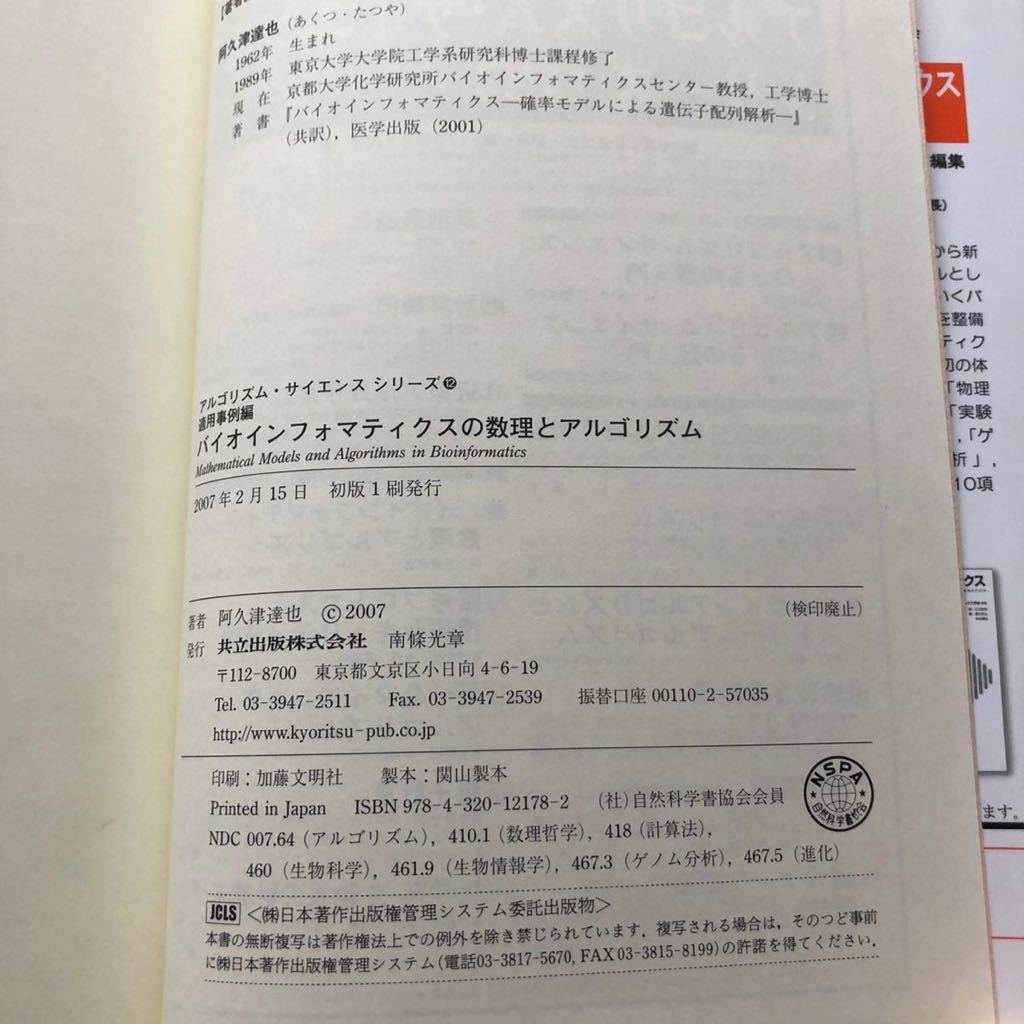 阿久津達也（あくつ・たつや）
1962年 生まれ
1989年 東京大学大学院工学系研究科博士課程修了
現在 京都大学化学研究所バイオインフォマティクスセンター教授，工学博士
著書 『バイオインフォマティクス―確率モデルによる遺伝子配列解析―』
（共訳），医学出版（2001）
アルゴリズム・サイエンス シリーズ⓬
適用事例編
バイオインフォマティクスの数理とアルゴリズム
Mathematical Models and Algorithms in Bioinformatics
2007年2月15日 初版1刷発行
著者 阿久津達也 ©2007 （検印廃止）
発行 共立出版株式会社 南條光章
〒112-8700 東京都文京区小日向 4-6-19
Tel. 03-3947-2511 Fax. 03-3947-2539 振替口座 00110-2-57035
http://www.kyoritsu-pub.co.jp
印刷：加藤文明社 製本：関山製本
Printed in Japan ISBN 978-4-320-12178-2 （社）自然科学書協会会員
NSPA
自然科学書協会
NDC 007.64（アルゴリズム），410.1（数理哲学），418（計算法），
460（生物科学），461.9（生物情報学），467.3（ゲノム分析），467.5（進化）
JCLS ＜㈱日本著作出版権管理システム委託出版物＞
本書の無断複写は著作権法上での例外を除き禁じられています．複写される場合は，そのつど事前
に㈱日本著作出版権管理システム（電話03-3817-5670, FAX 03-3815-8199）の許諾を得てください．
クス
編集
長）
から新
ルとし
いくパ
を整備
ティク
初の体
「物理
「実験
，「ゲ
析」，
10項
ックス
ます．